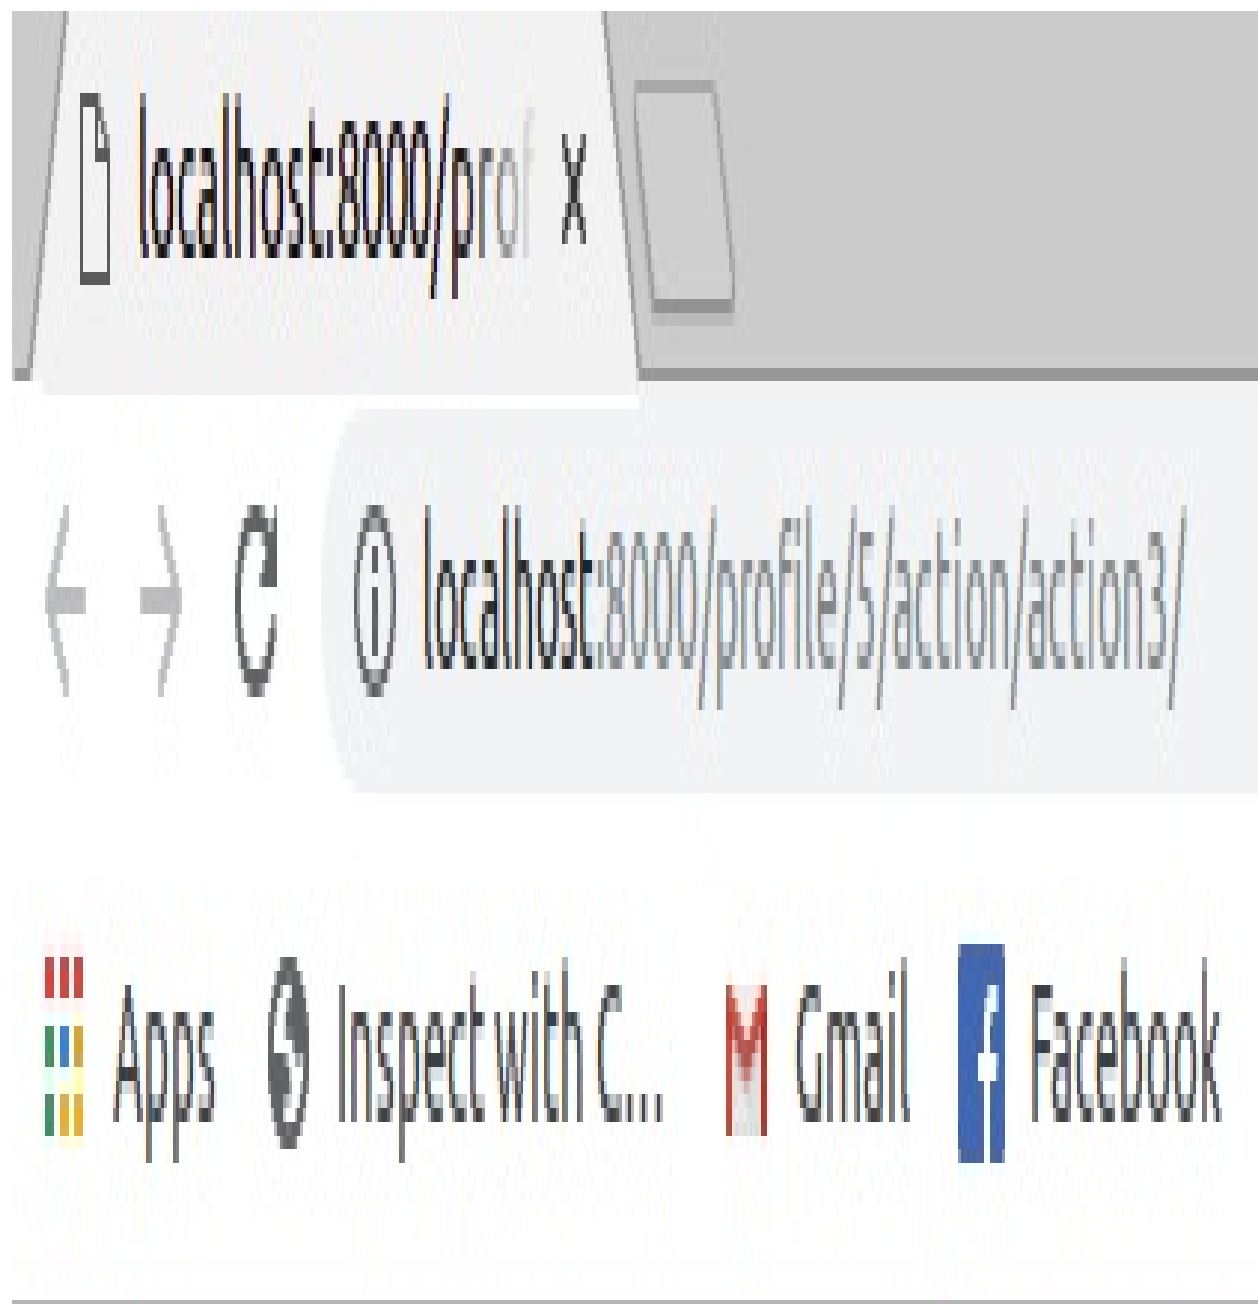 localhost:8000/prof x
localhost:8000/profile/5/action/action3/
Apps Inspect with C... Gmail Facebook